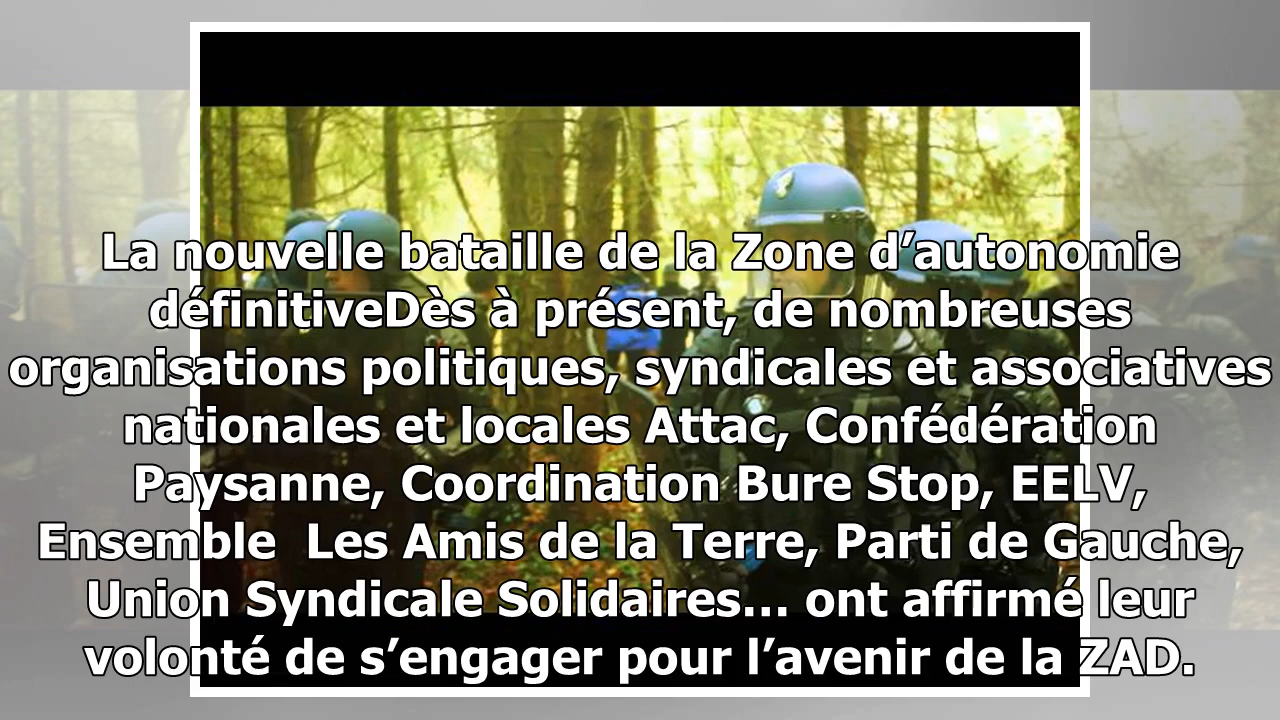 La nouvelle bataille de la Zone d’autonomie
définitiveDès à présent, de nombreuses
organisations politiques, syndicales et associatives
nationales et locales Attac, Confédération
Paysanne, Coordination Bure Stop, EELV,
Ensemble  Les Amis de la Terre, Parti de Gauche,
Union Syndicale Solidaires… ont affirmé leur
volonté de s’engager pour l’avenir de la ZAD.